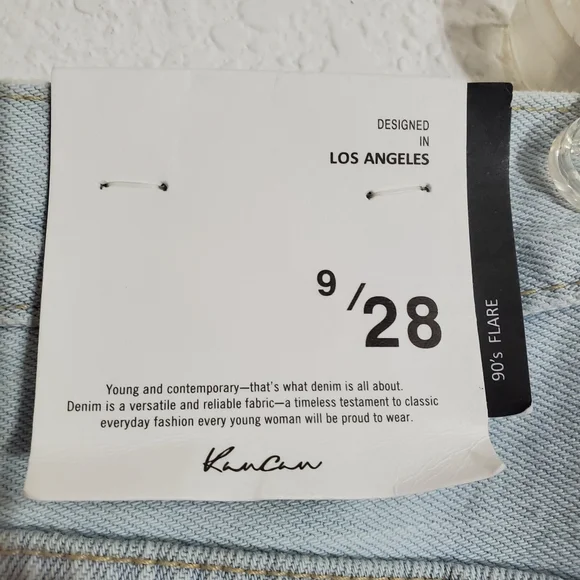 DESIGNED
IN
LOS ANGELES
9/28
90's FLARE
Young and contemporary—that's what denim is all about.
Denim is a versatile and reliable fabric—a timeless testament to classic
everyday fashion every young woman will be proud to wear.
KanCan